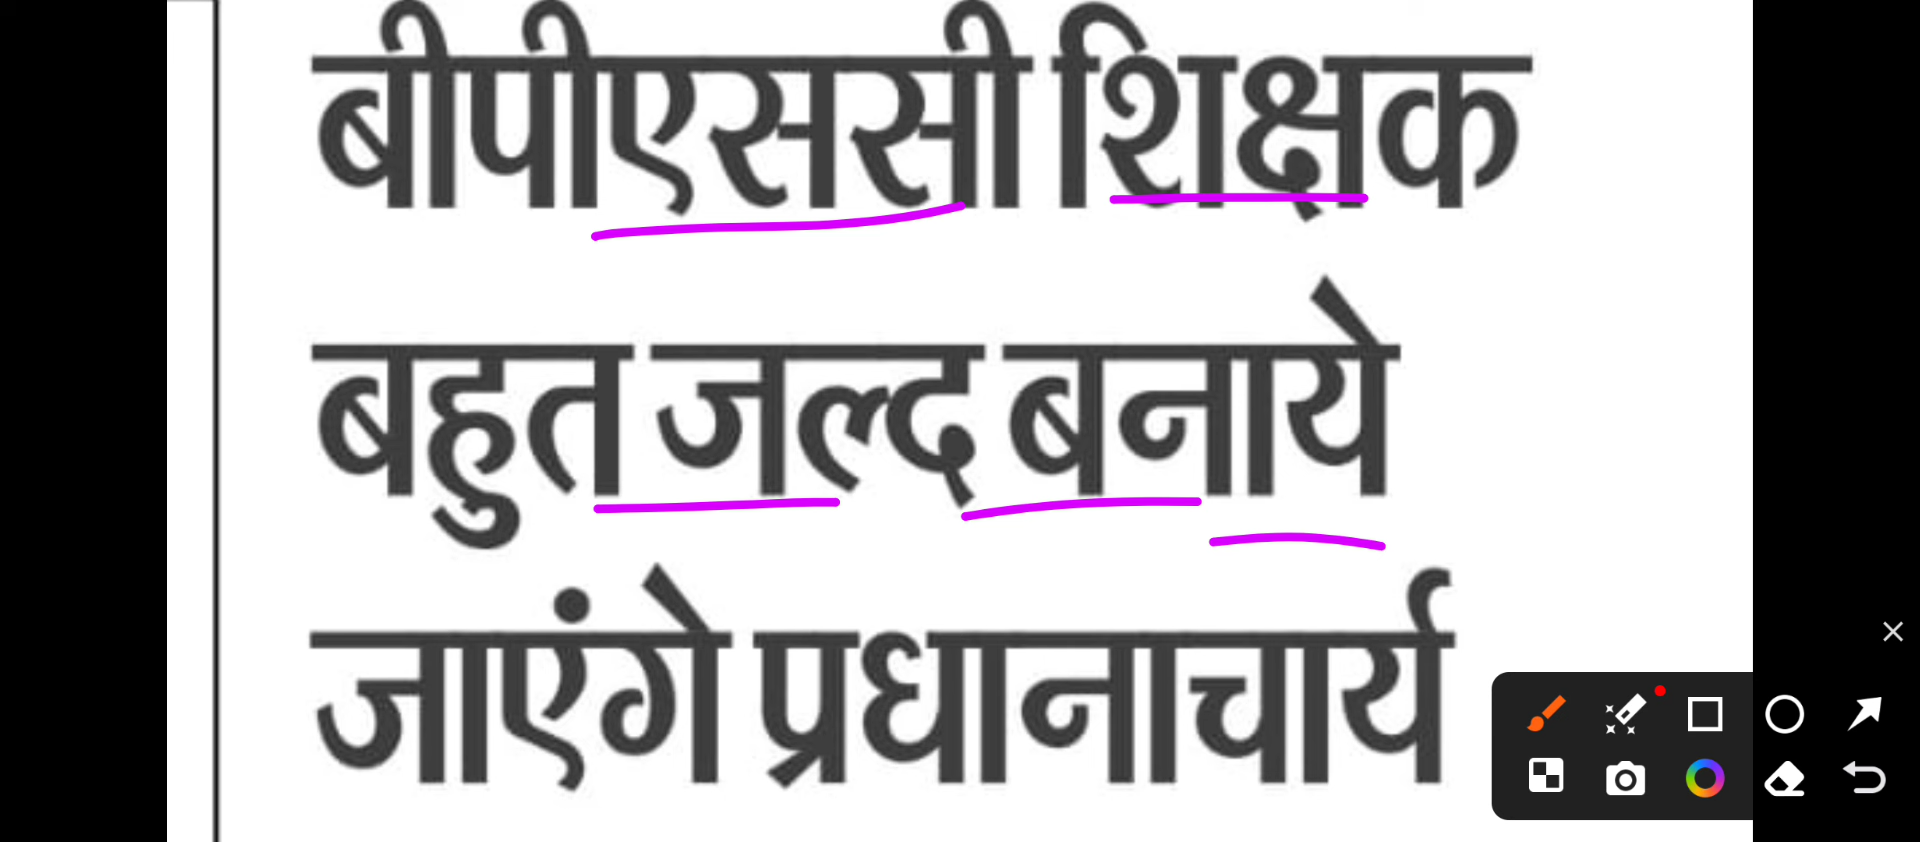 बीपीएससी शिक्षक
बहुत जल्द बनाये
जाएंगे प्रधानाचार्य